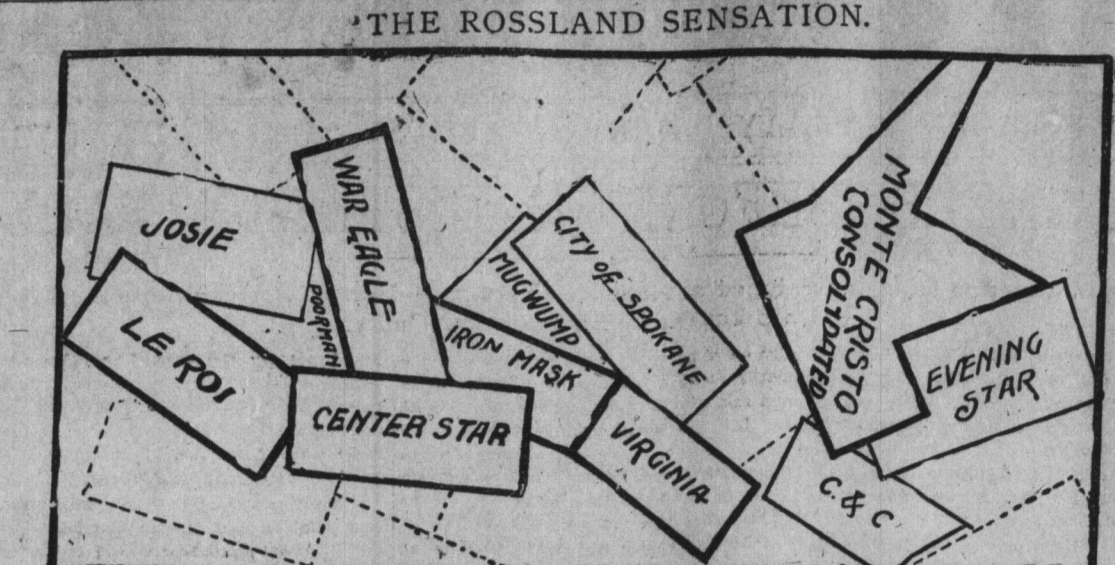 THE ROSSLAND SENSATION.
JOSIE
WAR EAGLE
POORMAN
LE ROI
CENTER STAR
IRON MASK
MUGWUMP
CITY of SPOKANE
VIRGINIA
MONTE CRISTO
CONSOLIDATED
EVENING
STAR
C. & C